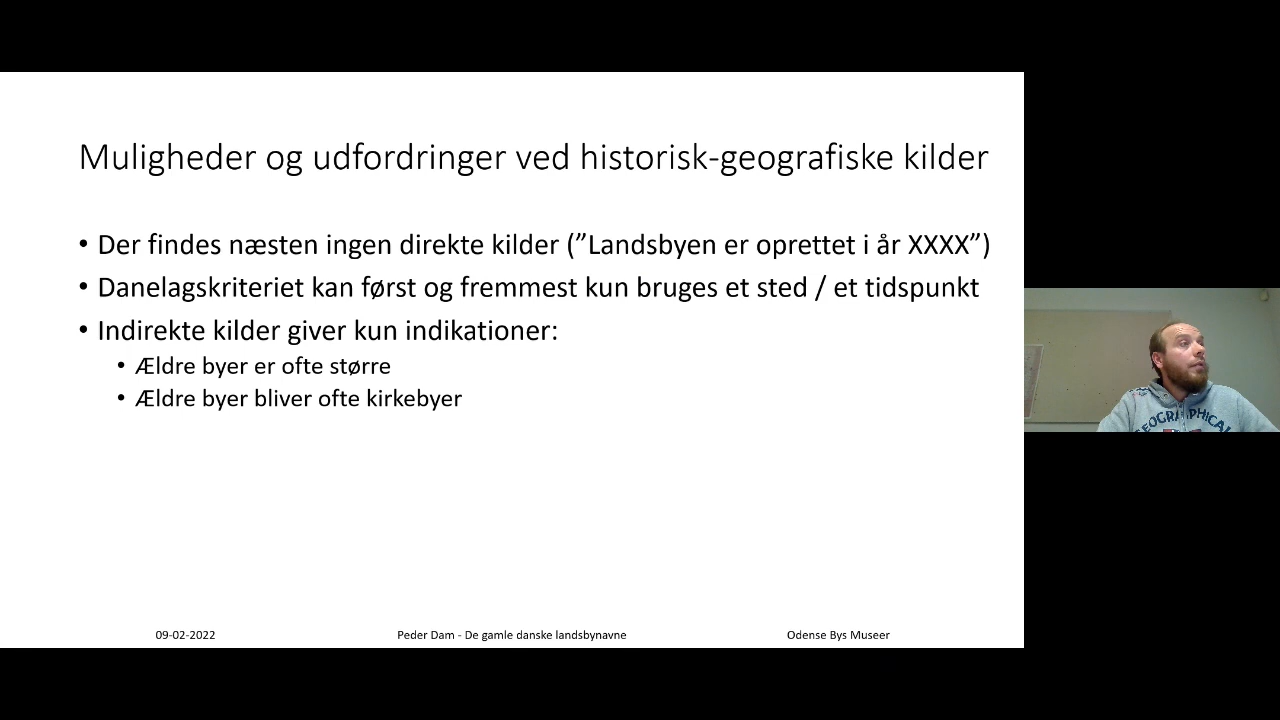 Muligheder og udfordringer ved historisk-geografiske kilder
• Der findes næsten ingen direkte kilder (”Landsbyen er oprettet i år XXXX”)
• Danelagskriteriet kan først og fremmest kun bruges et sted / et tidspunkt
• Indirekte kilder giver kun indikationer:
• Ældre byer er ofte større
• Ældre byer bliver ofte kirkebyer
09-02-2022
Peder Dam - De gamle danske landsbynavne
Odense Bys Museer